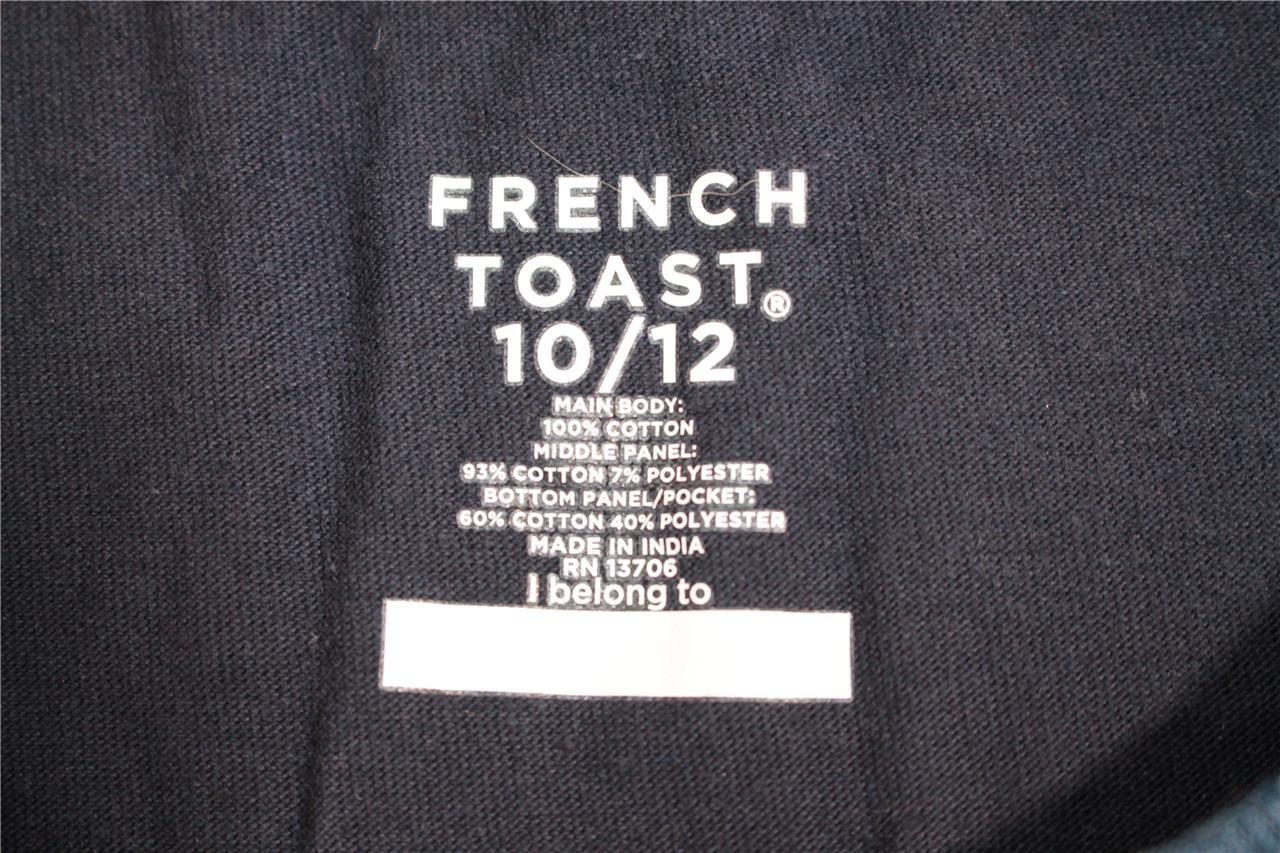 FRENCH
TOAST®
10/12
MAIN BODY:
100% COTTON
MIDDLE PANEL:
93% COTTON 7% POLYESTER
BOTTOM PANEL/POCKET:
60% COTTON 40% POLYESTER
MADE IN INDIA
RN 13706
I belong to